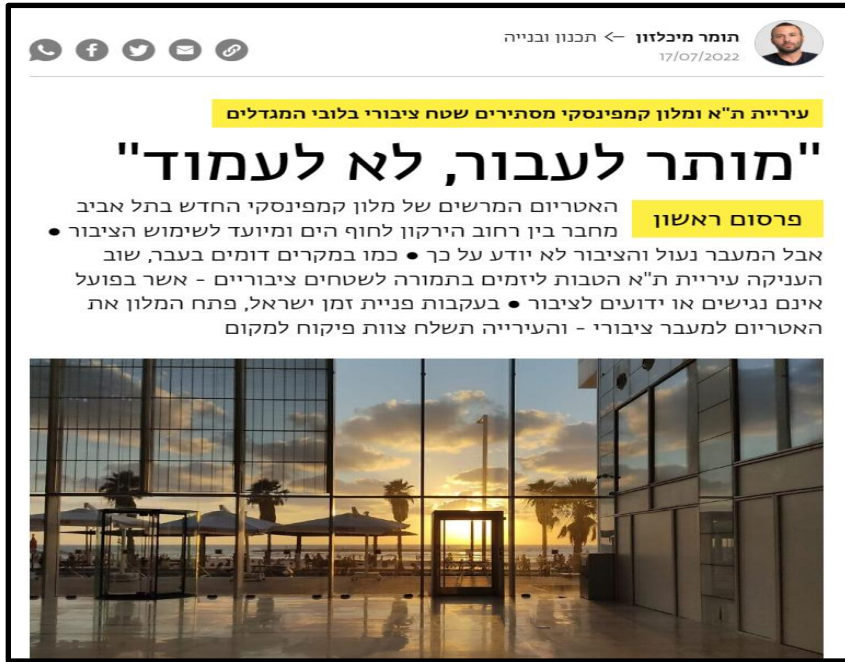 תומר מיכלזון -> תכנון ובנייה
17/07/2022
עיריית ת"א ומלון קמפינסקי מסתירים שטח ציבורי בלובי המגדלים
"מותר לעבור, לא לעמוד"
פרסום ראשון
האטריום המרשים של מלון קמפינסקי החדש בתל אביב
מחבר בין רחוב הירקון לחוף הים ומיועד לשימוש הציבור •
אבל המעבר נעול והציבור לא יודע על כך • כמו במקרים דומים בעבר, שוב
העניקה עיריית ת"א הטבות ליזמים בתמורה לשטחים ציבוריים - אשר בפועל
אינם נגישים או ידועים לציבור • בעקבות פניית זמן ישראל, פתח המלון את
האטריום למעבר ציבורי - והעירייה תשלח צוות פיקוח למקום